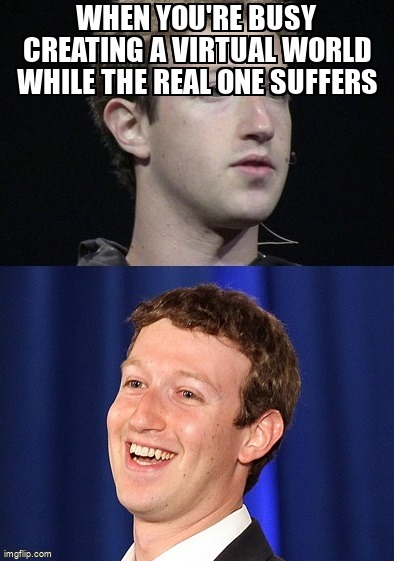 WHEN YOU'RE BUSY
CREATING A VIRTUAL WORLD
WHILE THE REAL ONE SUFFERS
imgflip.com